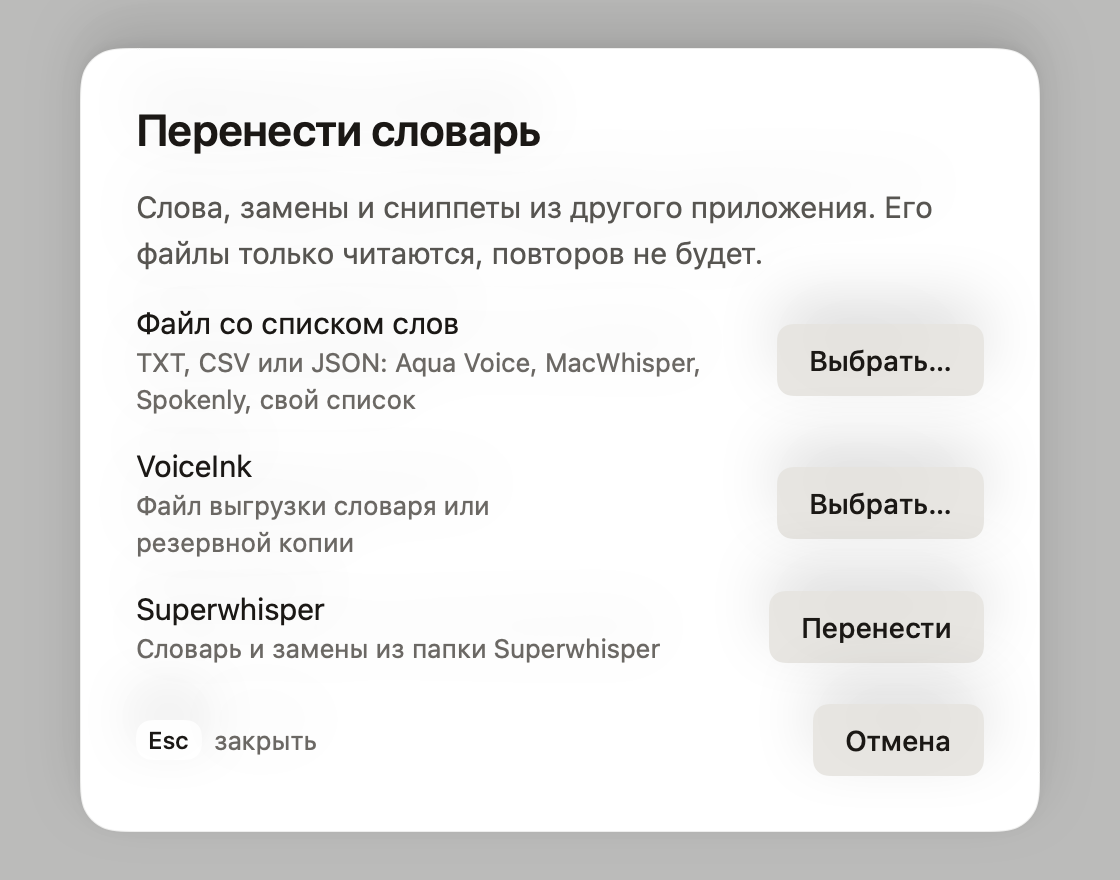 Перенести словарь
Слова, замены и сниппеты из другого приложения. Его
файлы только читаются, повторов не будет.
Файл со списком слов
TXT, CSV или JSON: Aqua Voice, MacWhisper,
Spokenly, свой список
Выбрать...
VoiceInk
Файл выгрузки словаря или
резервной копии
Выбрать...
Superwhisper
Словарь и замены из папки Superwhisper
Перенести
Esc закрыть
Отмена